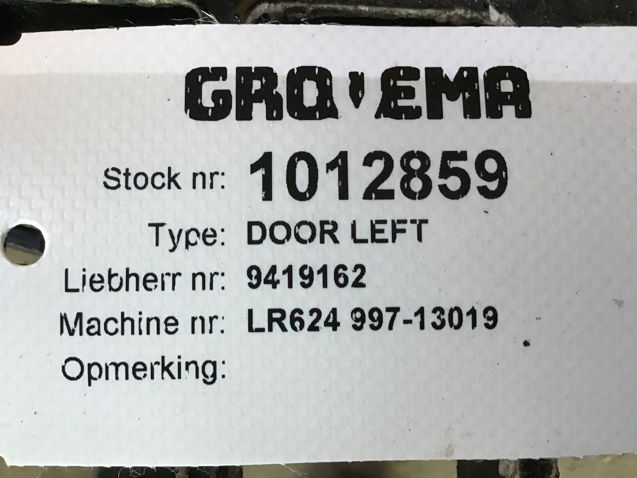 GRO'EMA
Stock nr: 1012859
Type: DOOR LEFT
Liebherr nr: 9419162
Machine nr: LR624 997-13019
Opmerking: